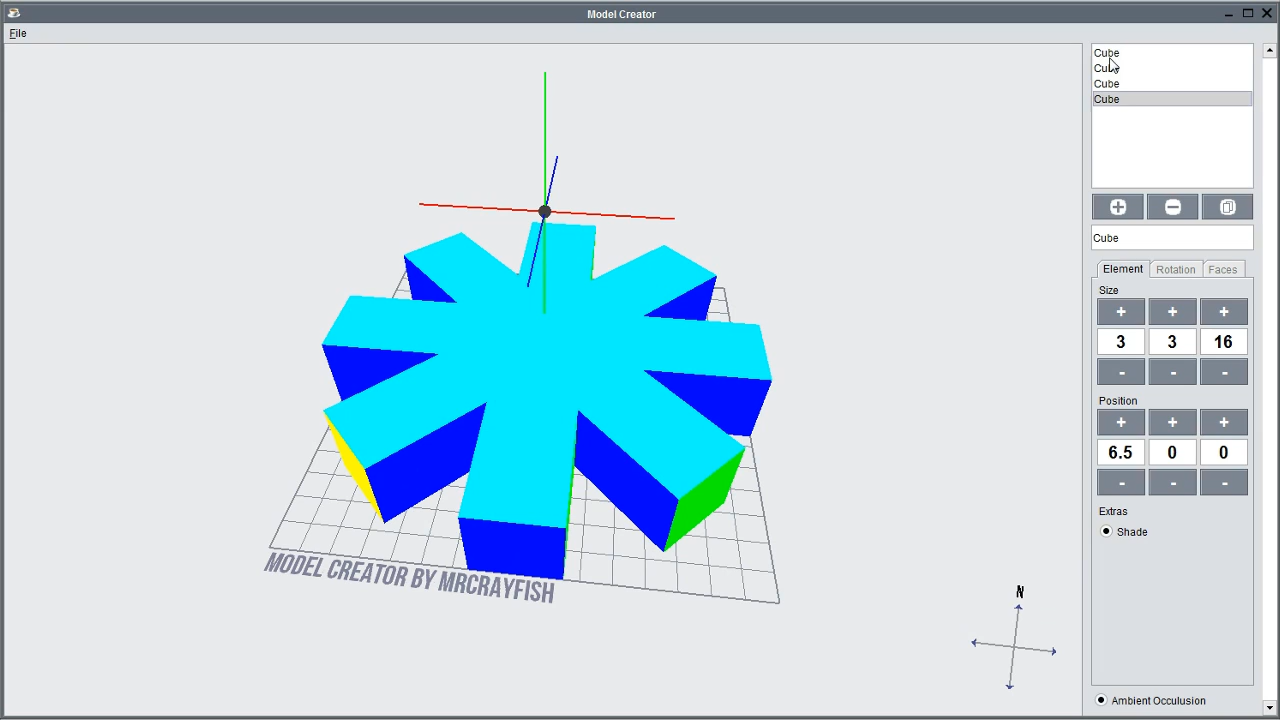 Model Creator
File
Cube
Cube
Cube
Cube
Cube
Element Rotation Faces
Size
+ + +
3 3 16
- - -
Position
+ + +
6.5 0 0
- - -
Extras
Shade
Ambient Occulusion
MODEL CREATOR BY MRCRAYFISH
N